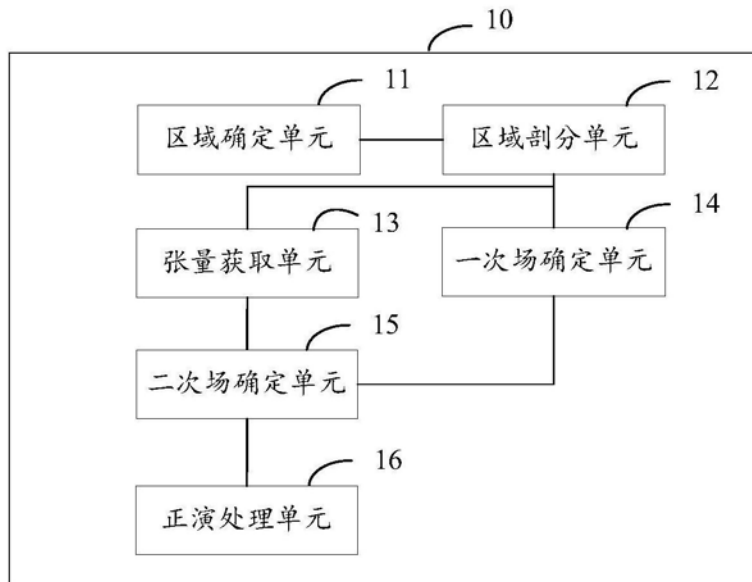 10
11
12
区域确定单元
区域剖分单元
13
14
张量获取单元
一次场确定单元
15
二次场确定单元
16
正演处理单元